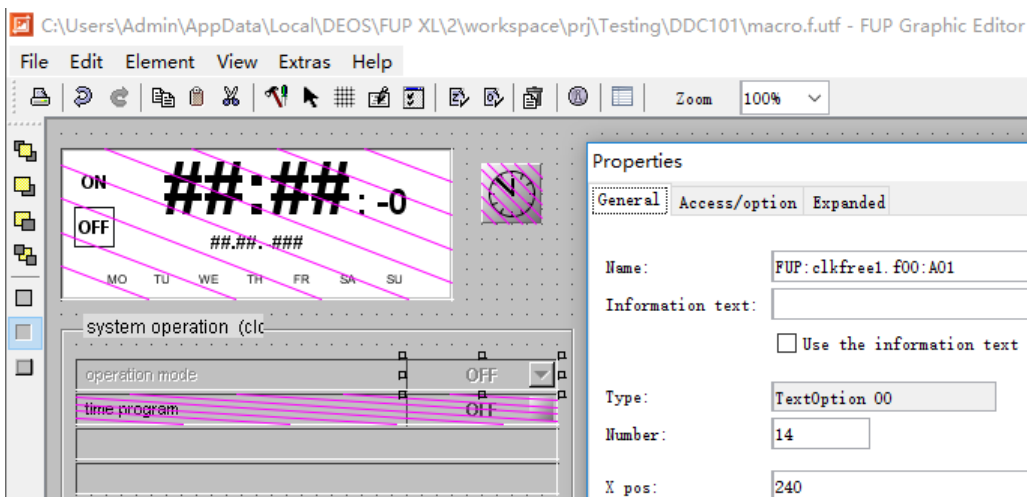 C:\Users\Admin\AppData\Local\DEOS\FUP XL\2\workspace\prj\Testing\DDC101\macro.f.utf - FUP Graphic Editor
File Edit Element View Extras Help
Zoom 100%
ON
##:##: -0
OFF
##.##. ###
MO TU WE TH FR SA SU
system operation (clo
operation mode OFF
time program OFF
Properties
General Access/option Expanded
Name: FUP:clkfree1.f00:A01
Information text:
Use the information text
Type: TextOption 00
Number: 14
X pos: 240